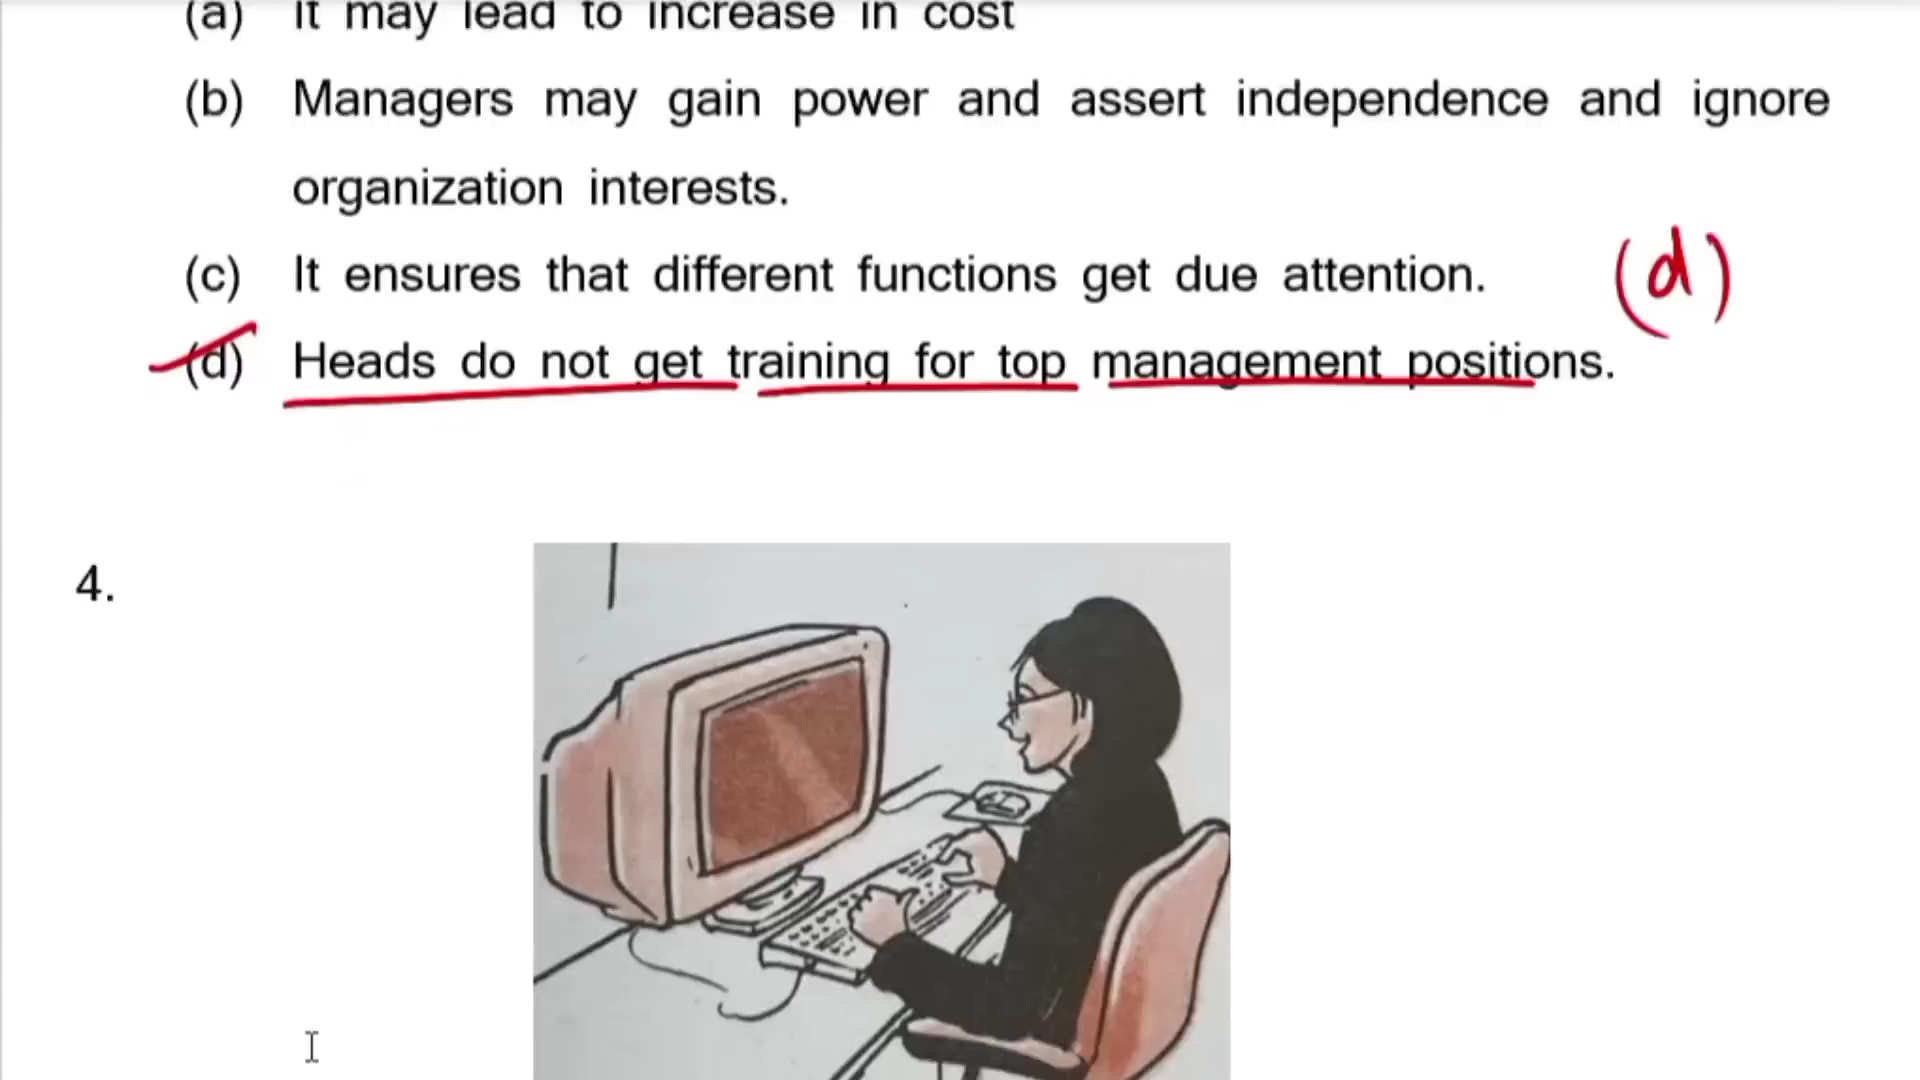 (a) It may lead to increase in cost
(b) Managers may gain power and assert independence and ignore
organization interests.
(c) It ensures that different functions get due attention.
(d)
(d) Heads do not get training for top management positions.
4.